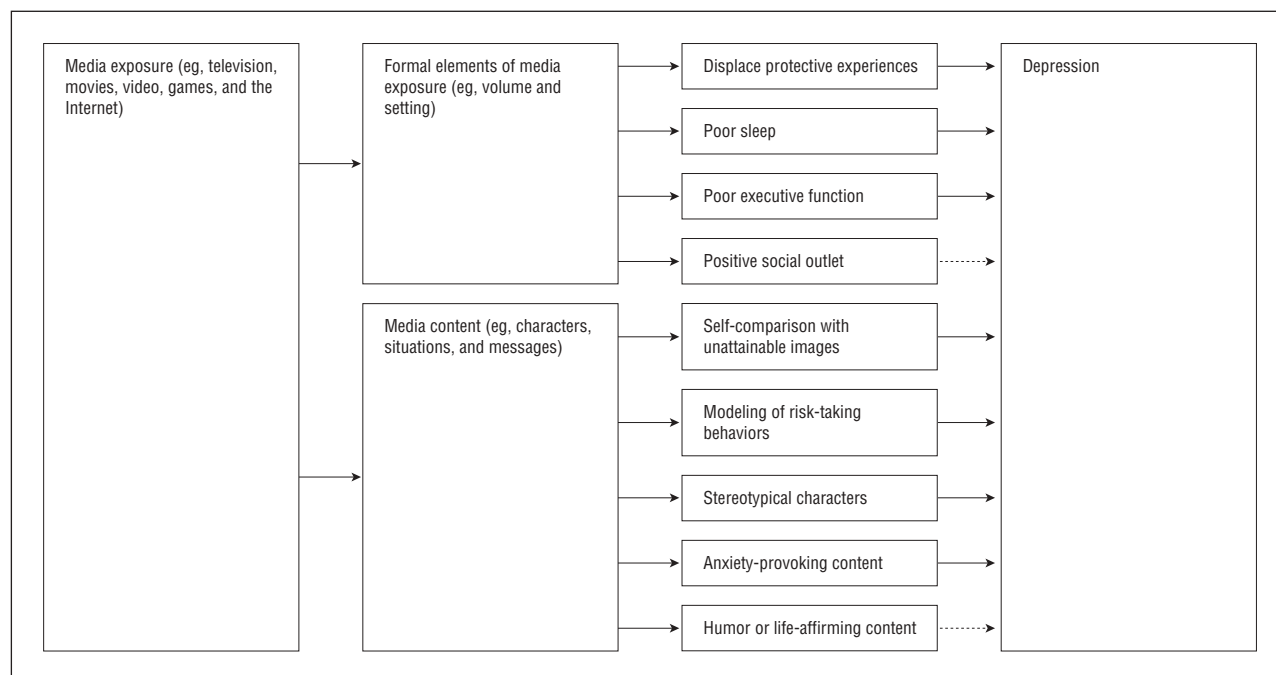 Media exposure (eg, television,
movies, video, games, and the
Internet)
Formal elements of media
exposure (eg, volume and
setting)
Displace protective experiences
Poor sleep
Poor executive function
Positive social outlet
Media content (eg, characters,
situations, and messages)
Self-comparison with
unattainable images
Modeling of risk-taking
behaviors
Stereotypical characters
Anxiety-provoking content
Humor or life-affirming content
Depression